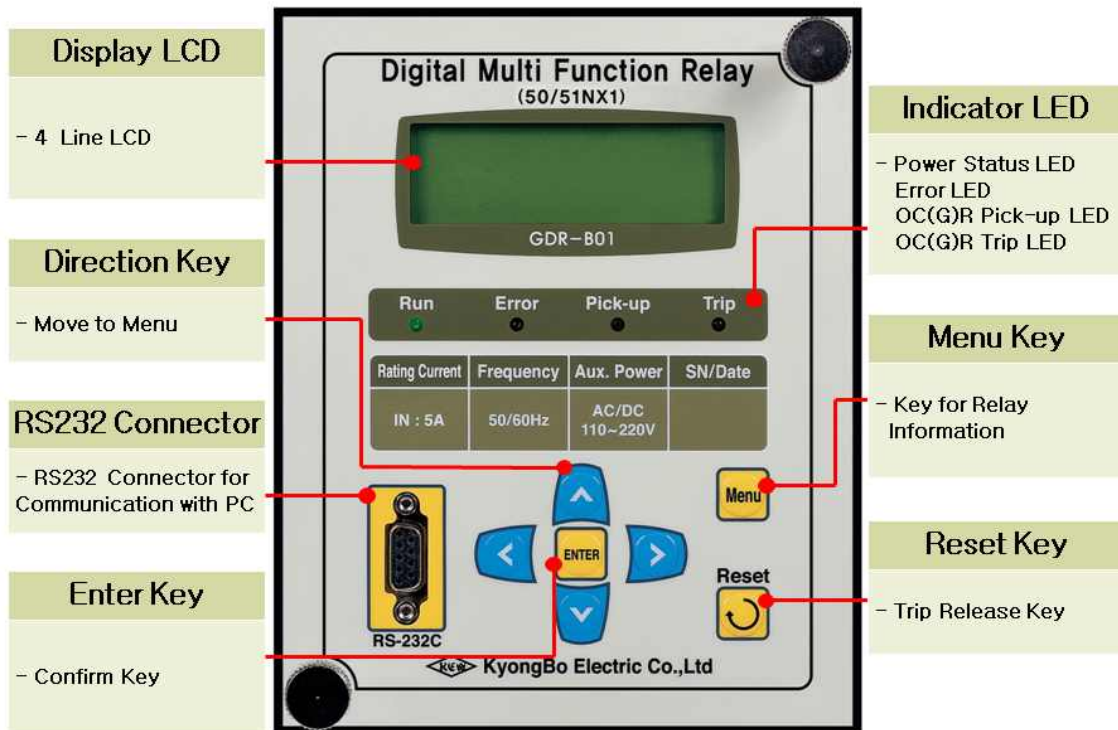 Display LCD
- 4 Line LCD
Direction Key
- Move to Menu
RS232 Connector
- RS232 Connector for
Communication with PC
Enter Key
- Confirm Key
Digital Multi Function Relay
(50/51NX1)
GDR-B01
Run Error Pick-up Trip
Rating Current Frequency Aux. Power SN/Date
IN : 5A 50/60Hz AC/DC
110~220V
Menu
ENTER
Reset
RS-232C
KEW KyongBo Electric Co.,Ltd
Indicator LED
- Power Status LED
Error LED
OC(G)R Pick-up LED
OC(G)R Trip LED
Menu Key
- Key for Relay
Information
Reset Key
- Trip Release Key